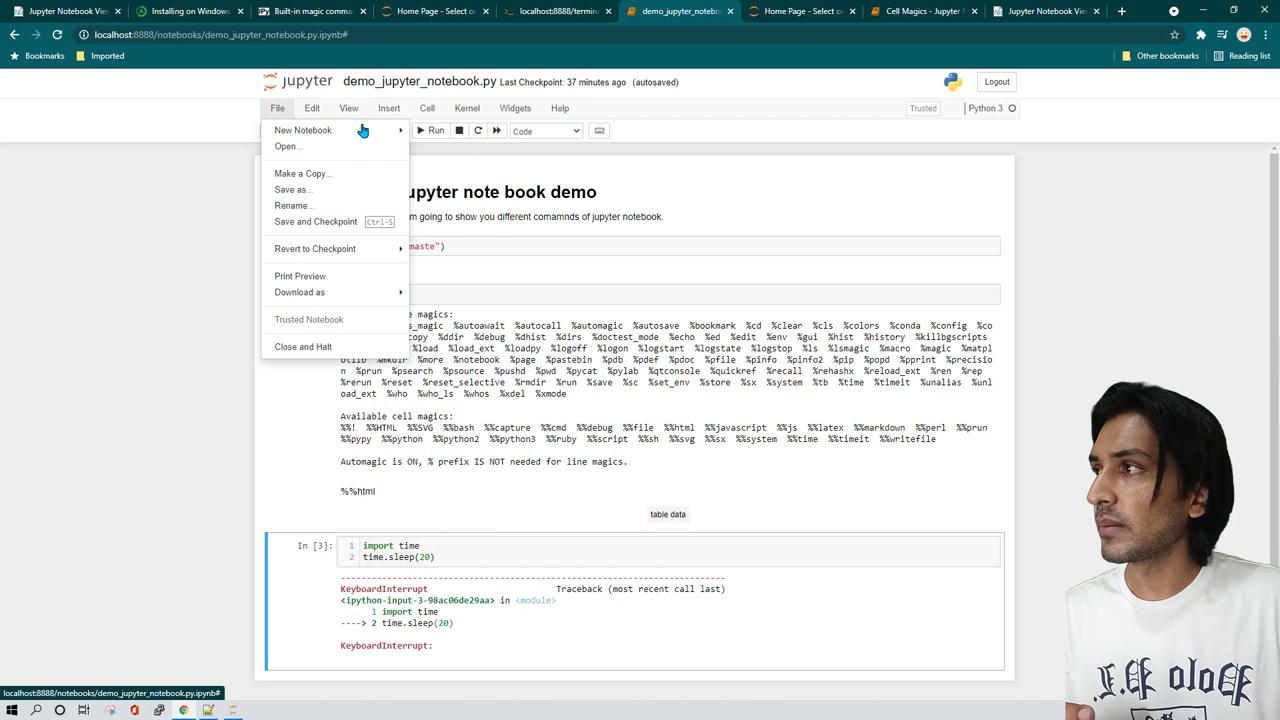 Jupyter Notebook View
Installing on Windows
Built-in magic comma
Home Page - Select o
localhost:8888/termin
demo_jupyter_notebo
Home Page - Select o
Cell Magics - Jupyter N
Jupyter Notebook View
localhost:8888/notebooks/demo_jupyter_notebook.py.ipynb#
Bookmarks Imported Other bookmarks Reading list
jupyter demo_jupyter_notebook.py Last Checkpoint: 37 minutes ago (autosaved) Logout
File Edit View Insert Cell Kernel Widgets Help Trusted Python 3
Run Code
New Notebook
Open...
Make a Copy...
Save as...
Rename...
Save and Checkpoint Ctrl-S
Revert to Checkpoint
Print Preview
Download as
Trusted Notebook
Close and Halt
upyter note book demo
m going to show you different comamnds of jupyter notebook.
maste")
e magics:
s_magic %autoawait %autocall %automagic %autosave %bookmark %cd %clear %cls %colors %conda %config %co
opy %ddir %debug %dhist %dirs %doctest_mode %echo %ed %edit %env %gui %hist %history %killbgscripts
%load %load_ext %loadpy %logoff %logon %logstart %logstate %logstop %ls %lsmagic %macro %magic %matpl
otlib %mkdir %more %notebook %page %pastebin %pdb %pdef %pdoc %pfile %pinfo %pinfo2 %pip %popd %pprint %precisio
n %prun %psearch %psource %pushd %pwd %pycat %pylab %qtconsole %quickref %recall %rehashx %reload_ext %ren %rep
%rerun %reset %reset_selective %rmdir %run %save %sc %set_env %store %sx %system %tb %time %timeit %unalias %unl
oad_ext %who %who_ls %whos %xdel %xmode
Available cell magics:
%%! %%HTML %%SVG %%bash %%capture %%cmd %%debug %%file %%html %%javascript %%js %%latex %%markdown %%perl %%prun
%%pypy %%python %%python2 %%python3 %%ruby %%script %%sh %%svg %%sx %%system %%time %%timeit %%writefile
Automagic is ON, % prefix IS NOT needed for line magics.
%%html
table data
In [3]: 1 import time
2 time.sleep(20)
KeyboardInterrupt Traceback (most recent call last)
<ipython-input-3-98ac06de29aa> in <module>
1 import time
----> 2 time.sleep(20)
KeyboardInterrupt:
localhost:8888/notebooks/demo_jupyter_notebook.py.ipynb#